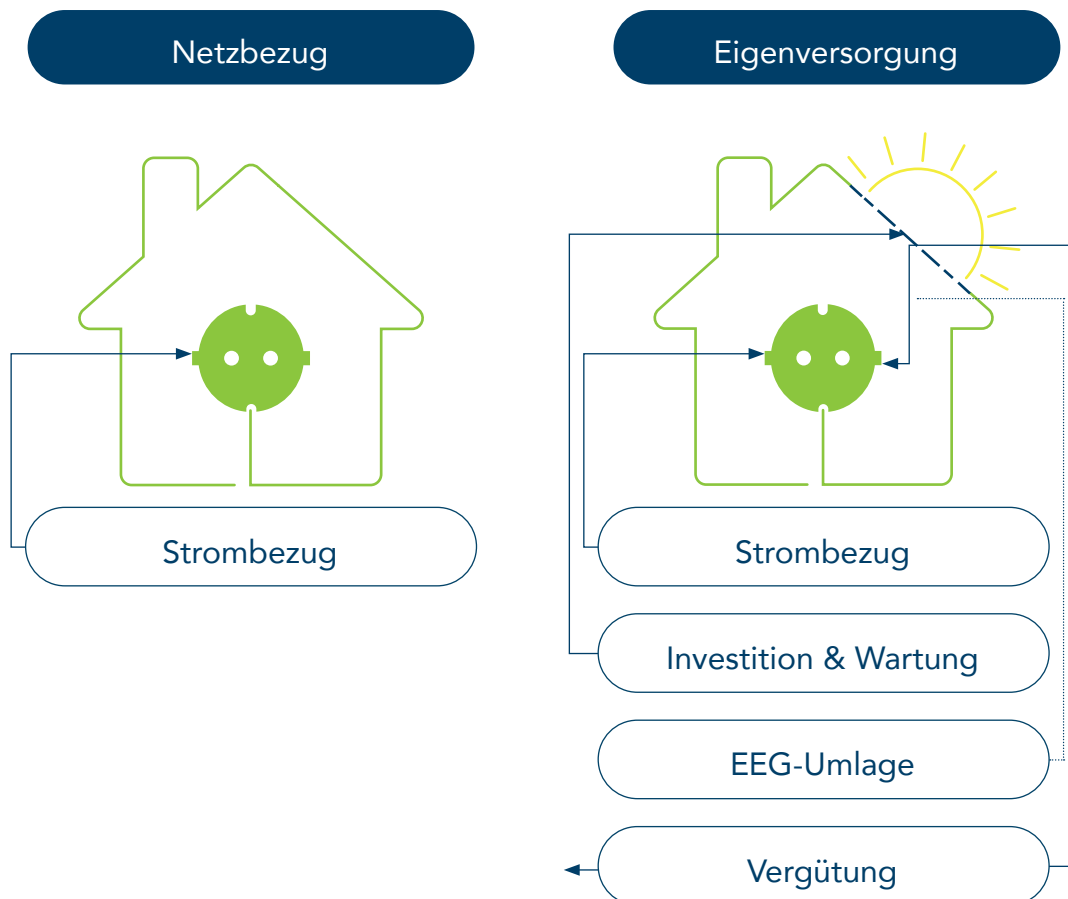 Netzbezug
Strombezug
Eigenversorgung
Strombezug
Investition & Wartung
EEG-Umlage
Vergütung